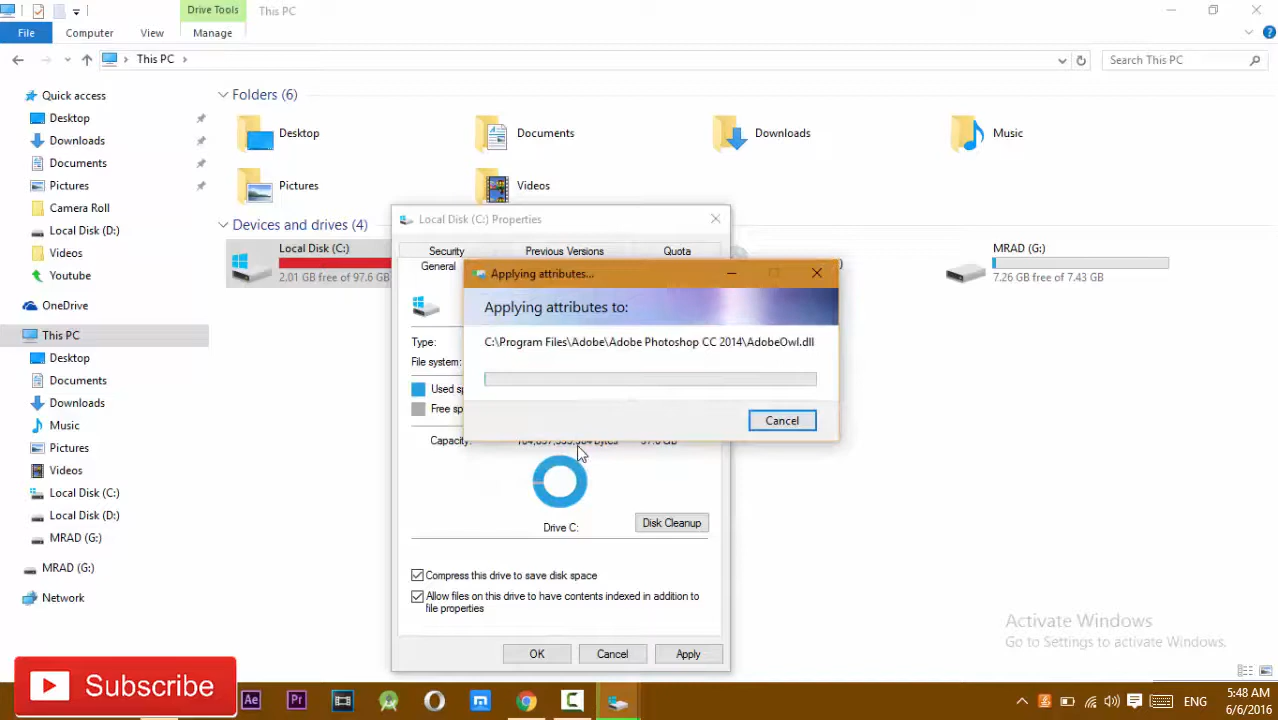 Drive Tools
This PC
File
Computer
View
Manage
This PC
Search This PC
Quick access
Desktop
Downloads
Documents
Pictures
Camera Roll
Local Disk (D:)
Videos
Youtube
OneDrive
This PC
Desktop
Documents
Downloads
Music
Pictures
Videos
Local Disk (C:)
Local Disk (D:)
MRAD (G:)
MRAD (G:)
Network
Folders (6)
Desktop
Documents
Downloads
Music
Pictures
Videos
Devices and drives (4)
Local Disk (C:)
2.01 GB free of 97.6 GB
MRAD (G:)
7.26 GB free of 7.43 GB
Local Disk (C:) Properties
Security
Previous Versions
Quota
General
Type:
File system:
Used
Free
Capacity:
Drive C:
Disk Cleanup
Compress this drive to save disk space
Allow files on this drive to have contents indexed in addition to
file properties
OK
Cancel
Apply
Applying attributes...
Applying attributes to:
C:\Program Files\Adobe\Adobe Photoshop CC 2014\AdobeOwl.dll
Cancel
Activate Windows
Go to Settings to activate Windows.
Subscribe
Ae
Pr
ENG
5:48 AM
6/6/2016